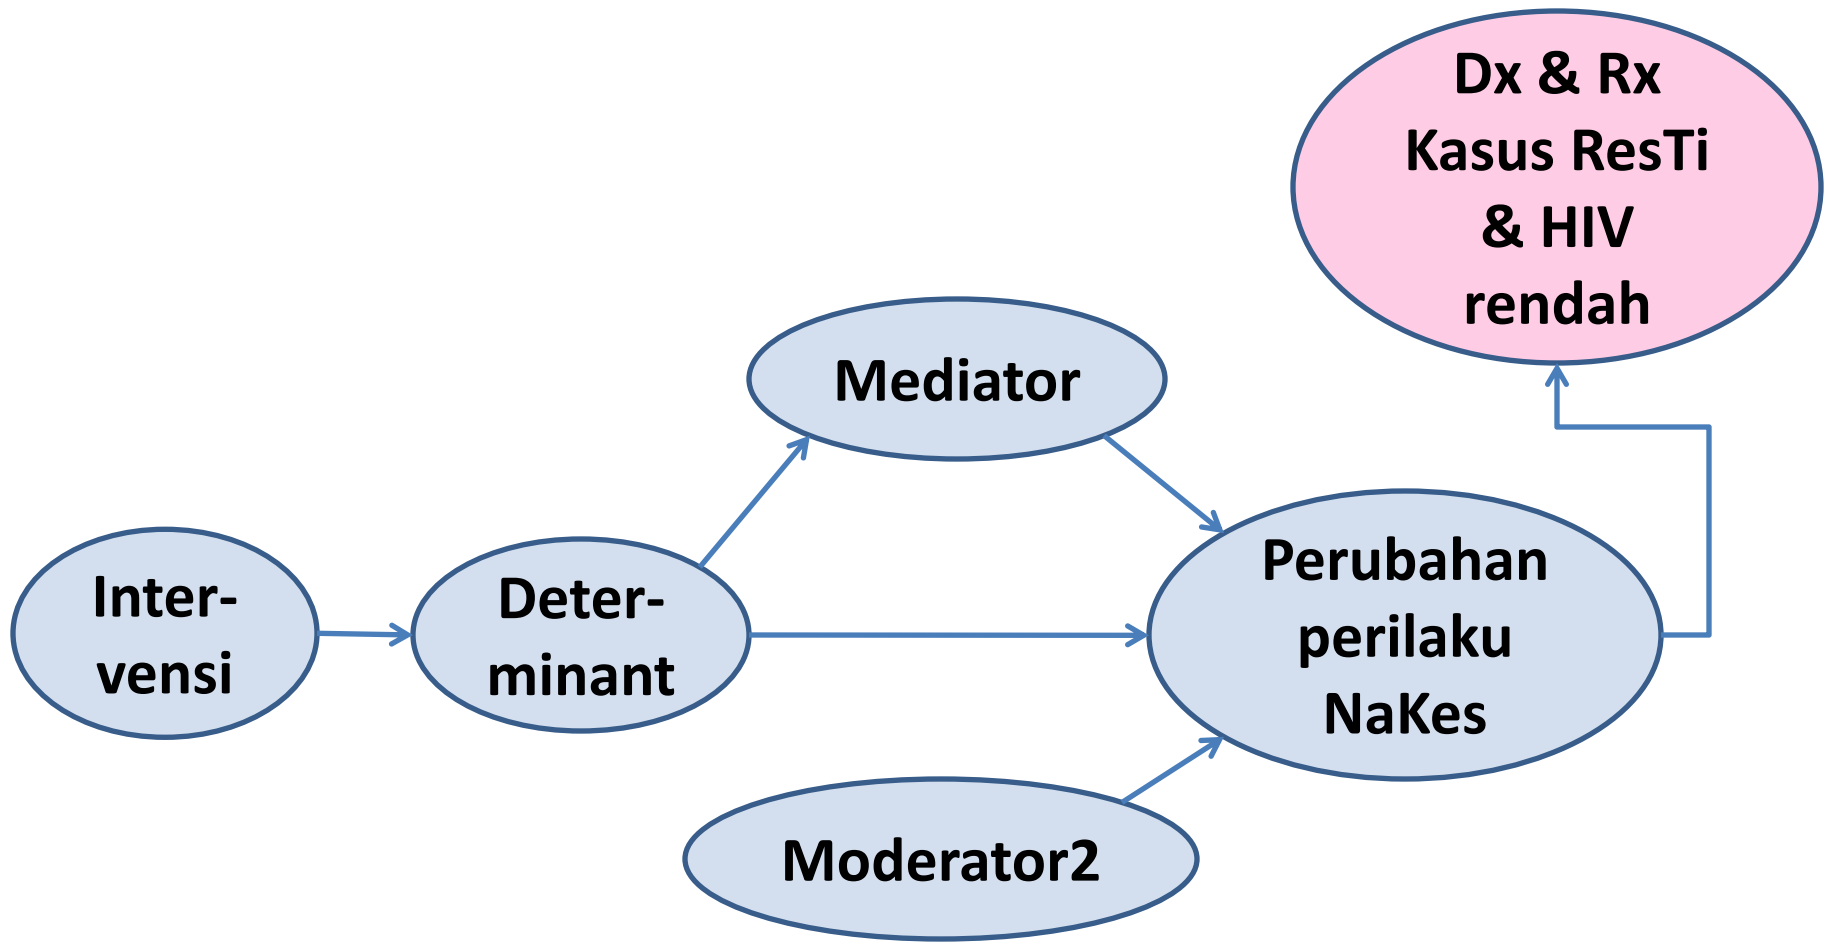 Dx & Rx
Kasus ResTi
& HIV
rendah
Mediator
Inter-
vensi
Deter-
minant
Perubahan
perilaku
NaKes
Moderator2